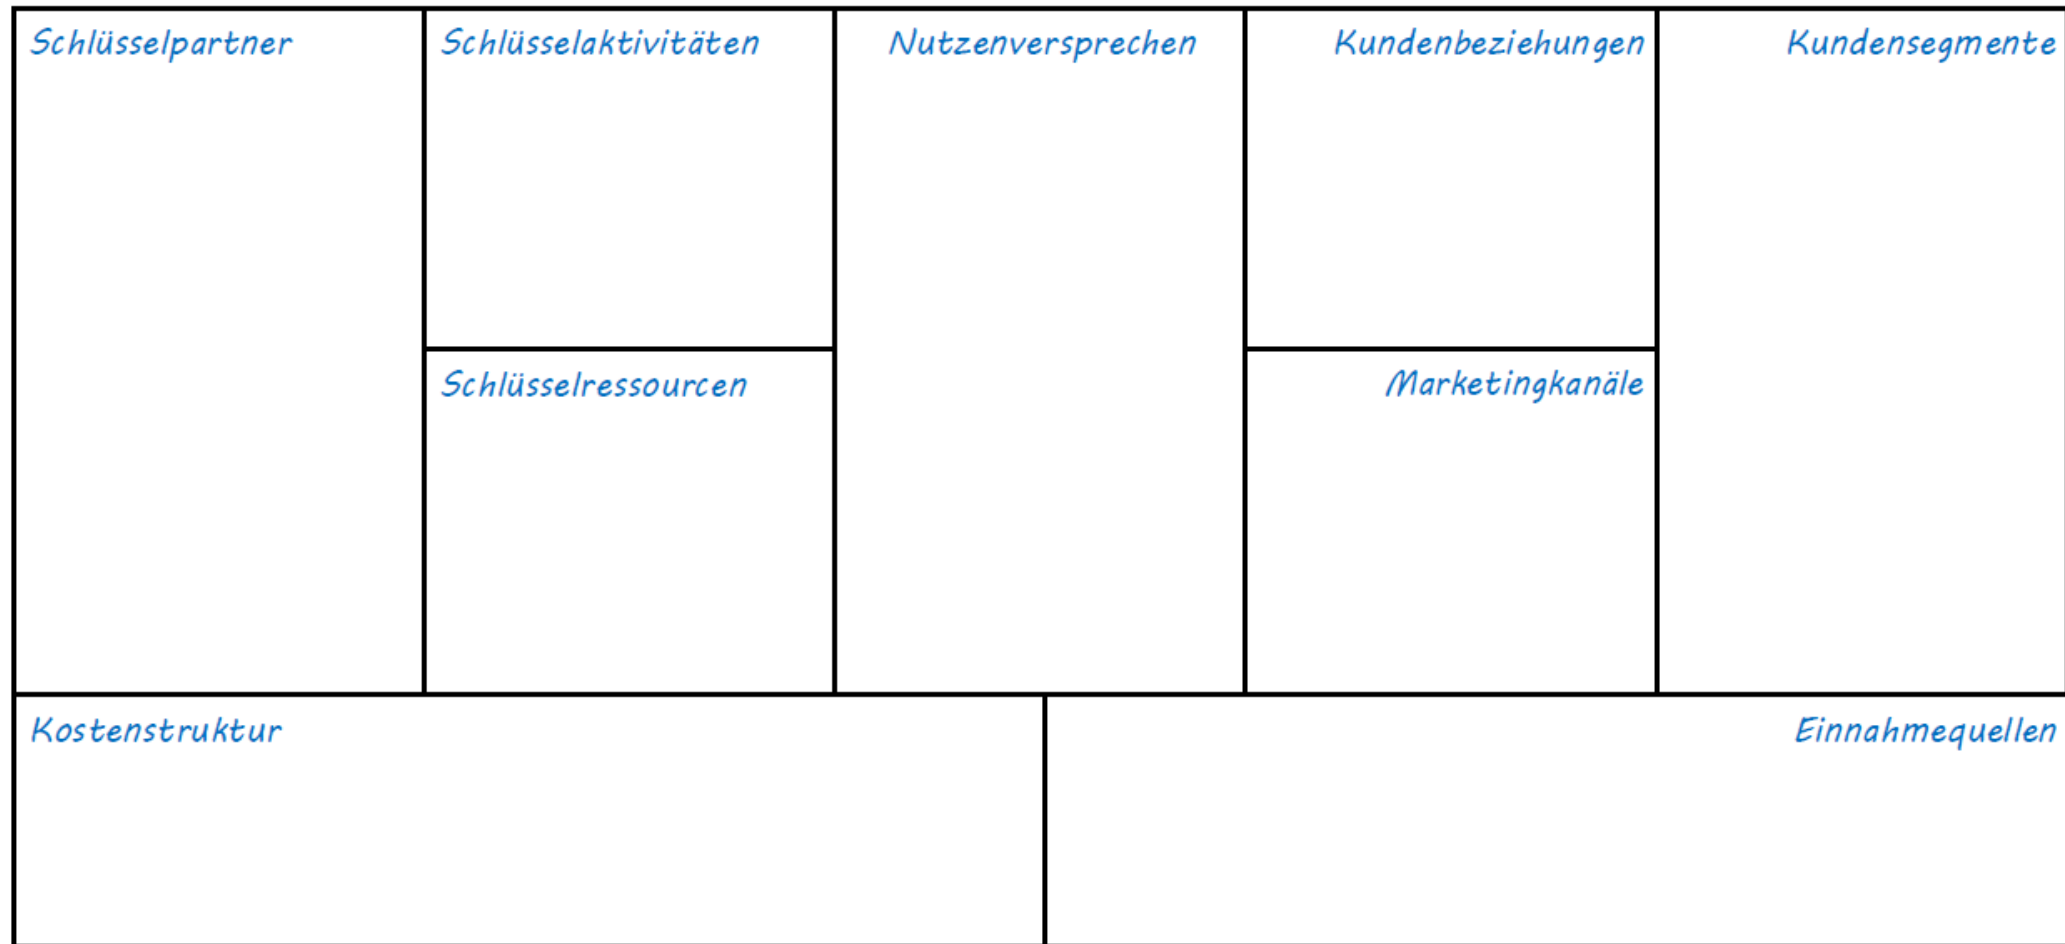 Schlüsselpartner
Schlüsselaktivitäten
Nutzenversprechen
Kundenbeziehungen
Kundensegmente
Schlüsselressourcen
Marketingkanäle
Kostenstruktur
Einnahmequellen